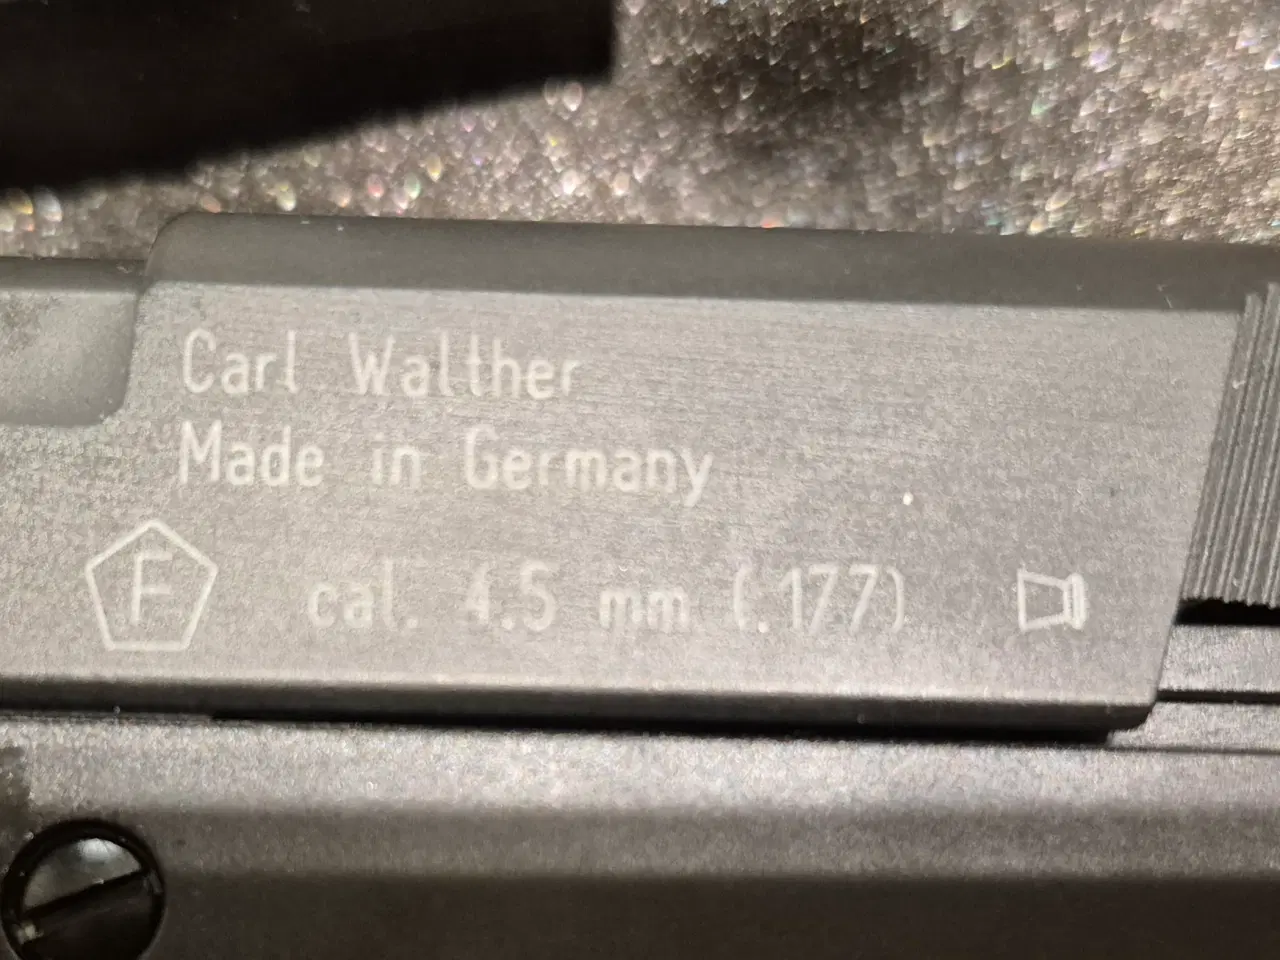 Carl Walther
Made in Germany
F cal. 4.5 mm (.177)